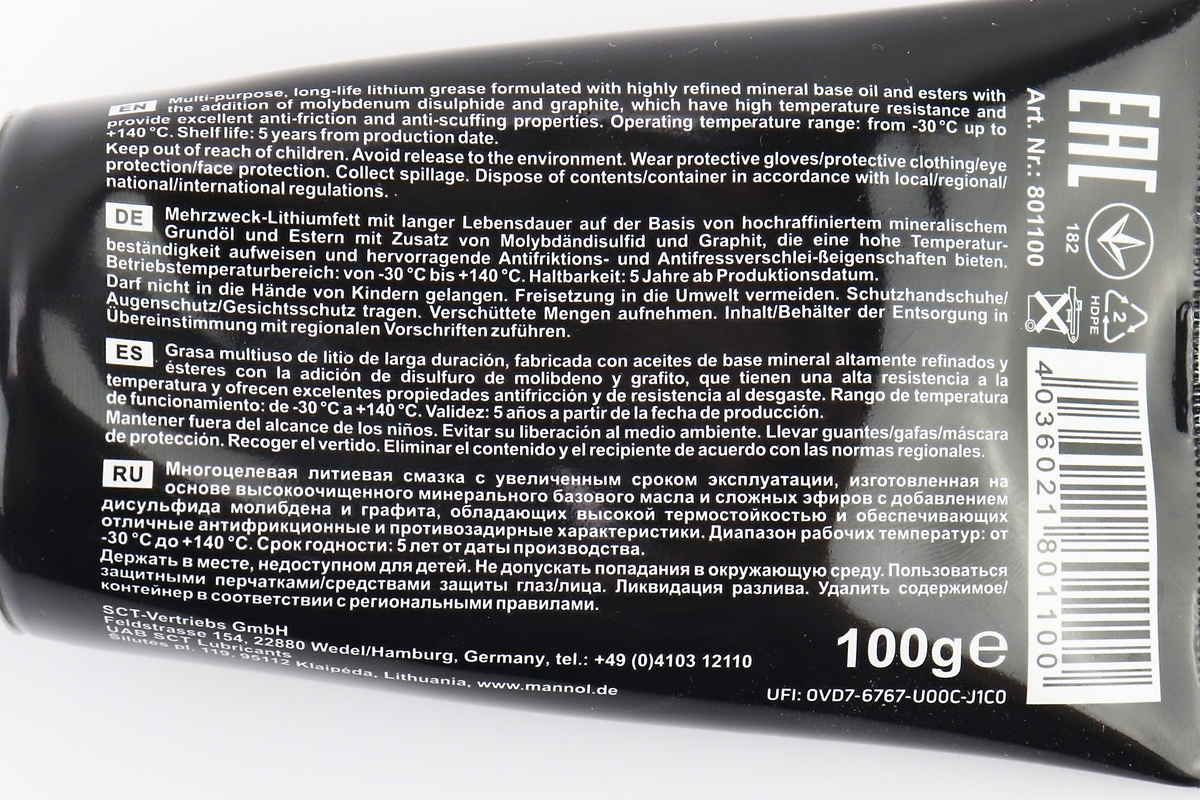 EN Multi-purpose, long-life lithium grease formulated with highly refined mineral base oil and esters with
the addition of molybdenum disulphide and graphite, which have high temperature resistance and
provide excellent anti-friction and anti-scuffing properties. Operating temperature range: from -30 °C up to
+140 °C. Shelf life: 5 years from production date.
Keep out of reach of children. Avoid release to the environment. Wear protective gloves/protective clothing/eye
protection/face protection. Collect spillage. Dispose of contents/container in accordance with local/regional/
national/international regulations.
DE Mehrzweck-Lithiumfett mit langer Lebensdauer auf der Basis von hochraffiniertem mineralischem
Grundöl und Estern mit Zusatz von Molybdändisulfid und Graphit, die eine hohe Temperatur-
beständigkeit aufweisen und hervorragende Antifriktions- und Antifressverschlei-ßeigenschaften bieten.
Betriebstemperaturbereich: von -30 °C bis +140 °C. Haltbarkeit: 5 Jahre ab Produktionsdatum.
Darf nicht in die Hände von Kindern gelangen. Freisetzung in die Umwelt vermeiden. Schutzhandschuhe/
Augenschutz/Gesichtsschutz tragen. Verschüttete Mengen aufnehmen. Inhalt/Behälter der Entsorgung in
Übereinstimmung mit regionalen Vorschriften zuführen.
ES Grasa multiuso de litio de larga duración, fabricada con aceites de base mineral altamente refinados y
ésteres con la adición de disulfuro de molibdeno y grafito, que tienen una alta resistencia a la
temperatura y ofrecen excelentes propiedades antifricción y de resistencia al desgaste. Rango de temperatura
de funcionamiento: de -30 °C a +140 °C. Validez: 5 años a partir de la fecha de producción.
Mantener fuera del alcance de los niños. Evitar su liberación al medio ambiente. Llevar guantes/gafas/máscara
de protección. Recoger el vertido. Eliminar el contenido y el recipiente de acuerdo con las normas regionales.
RU Многоцелевая литиевая смазка с увеличенным сроком эксплуатации, изготовленная на
основе высокоочищенного минерального базового масла и сложных эфиров с добавлением
дисульфида молибдена и графита, обладающих высокой термостойкостью и обеспечивающих
отличные антифрикционные и противозадирные характеристики. Диапазон рабочих температур: от
-30 °C до +140 °C. Срок годности: 5 лет от даты производства.
Держать в месте, недоступном для детей. Не допускать попадания в окружающую среду. Пользоваться
защитными перчатками/средствами защиты глаз/лица. Ликвидация разлива. Удалить содержимое/
контейнер в соответствии с региональными правилами.
SCT-Vertriebs GmbH
Feldstrasse 154, 22880 Wedel/Hamburg, Germany, tel.: +49 (0)4103 12110
UAB SCT Lubricants
Šilutės pl. 119, 95112 Klaipėda, Lithuania, www.mannol.de
100g e
UFI: 0VD7-6767-U00C-J1C0
EAC
182
Art. Nr.: 801100
2
HDPE
4 036021 801100